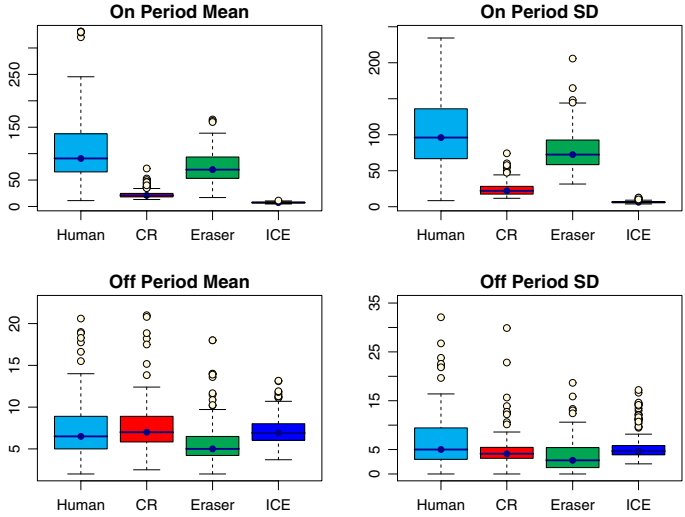 On Period Mean
On Period SD
250
150
50
0
200
100
50
0
Human CR Eraser ICE
Human CR Eraser ICE
Off Period Mean
Off Period SD
20
15
10
5
35
25
15
5
0
Human CR Eraser ICE
Human CR Eraser ICE